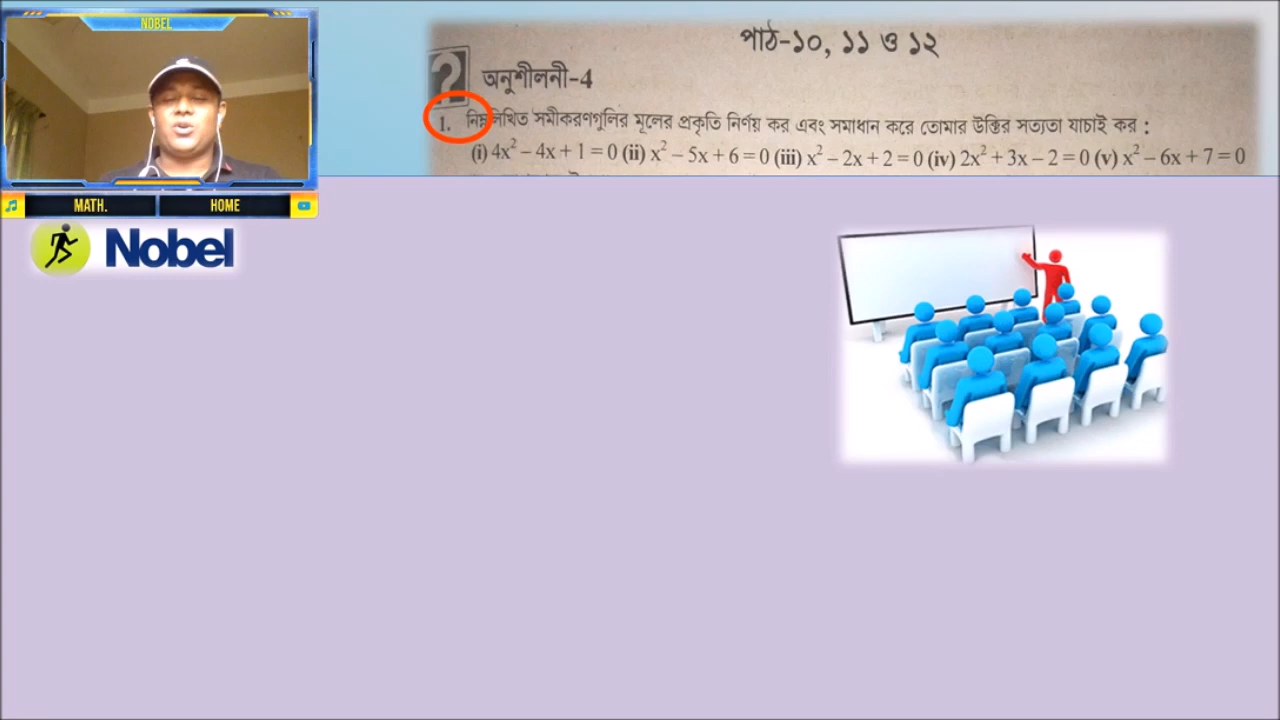 NOBEL
MATH. HOME
Nobel
পাঠ-১০, ১১ ও ১২
অনুশীলনী-4
1. নিম্নলিখিত সমীকরণগুলির মূলের প্রকৃতি নির্ণয় কর এবং সমাধান করে তোমার উক্তির সত্যতা যাচাই কর :
(i) 4x² – 4x + 1 = 0 (ii) x² – 5x + 6 = 0 (iii) x² – 2x + 2 = 0 (iv) 2x² + 3x – 2 = 0 (v) x² – 6x + 7 = 0